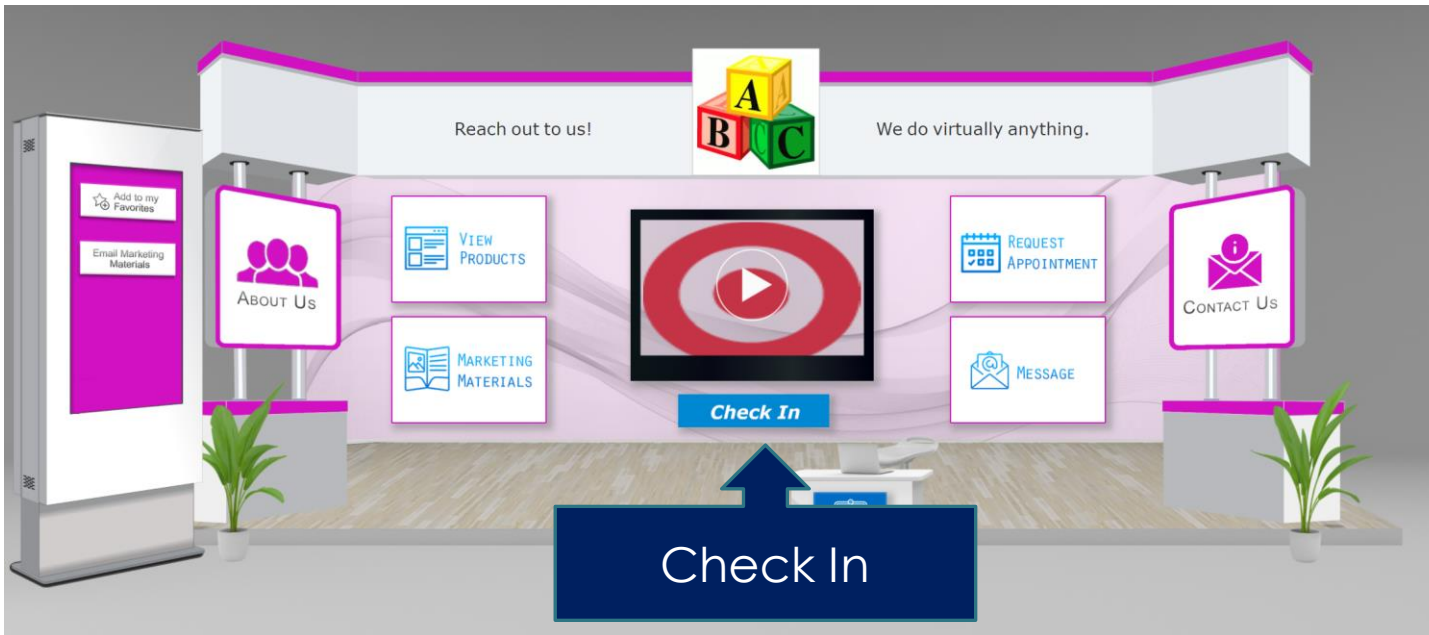 Reach out to us!
A
A
B
C
C
We do virtually anything.
Add to my
Favorites
Email Marketing
Materials
About Us
View
Products
Marketing
Materials
Request
Appointment
Message
Contact Us
Check In
Check In